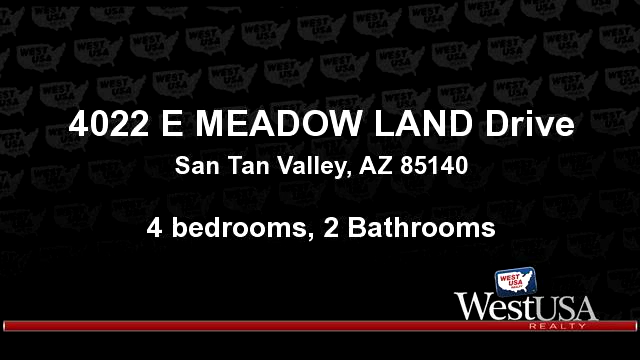 4022 E MEADOW LAND Drive
San Tan Valley, AZ 85140
4 bedrooms, 2 Bathrooms
WEST
USA
WestUSA
REALTY